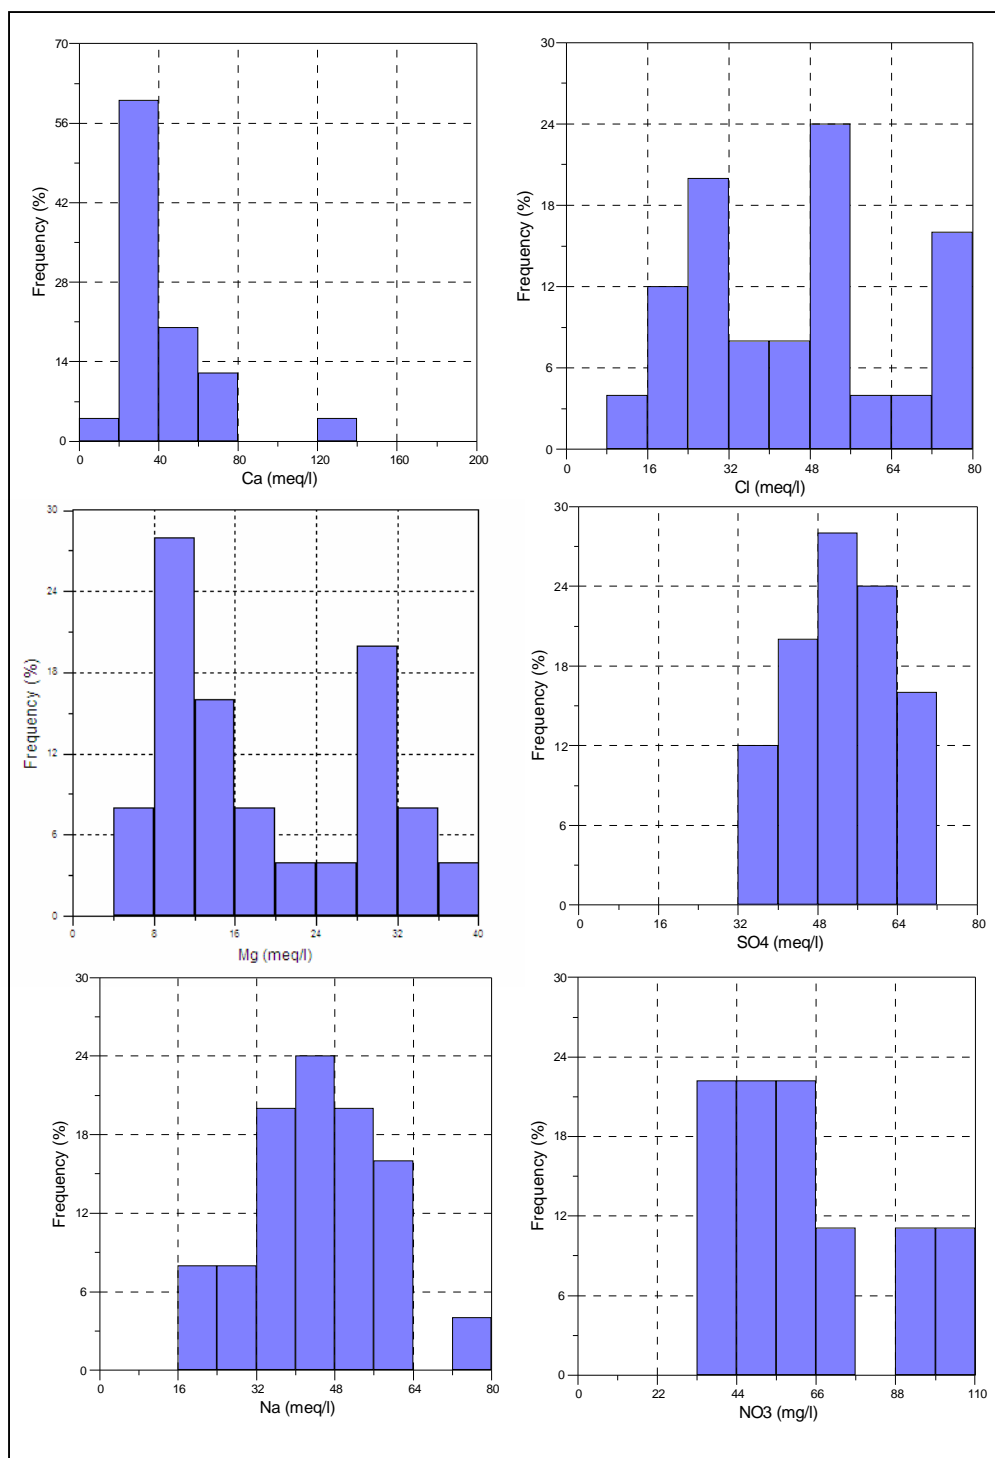 70
56
42
28
14
0
Frequency (%)
0 40 80 120 160 200
Ca (meq/l)
30
24
18
12
6
0
Frequency (%)
0 16 32 48 64 80
Cl (meq/l)
30
24
18
12
6
0
Frequency (%)
0 8 16 24 32 40
Mg (meq/l)
30
24
18
12
6
0
Frequency (%)
0 16 32 48 64 80
SO4 (meq/l)
30
24
18
12
6
0
Frequency (%)
0 16 32 48 64 80
Na (meq/l)
30
24
18
12
6
0
Frequency (%)
0 22 44 66 88 110
NO3 (mg/l)